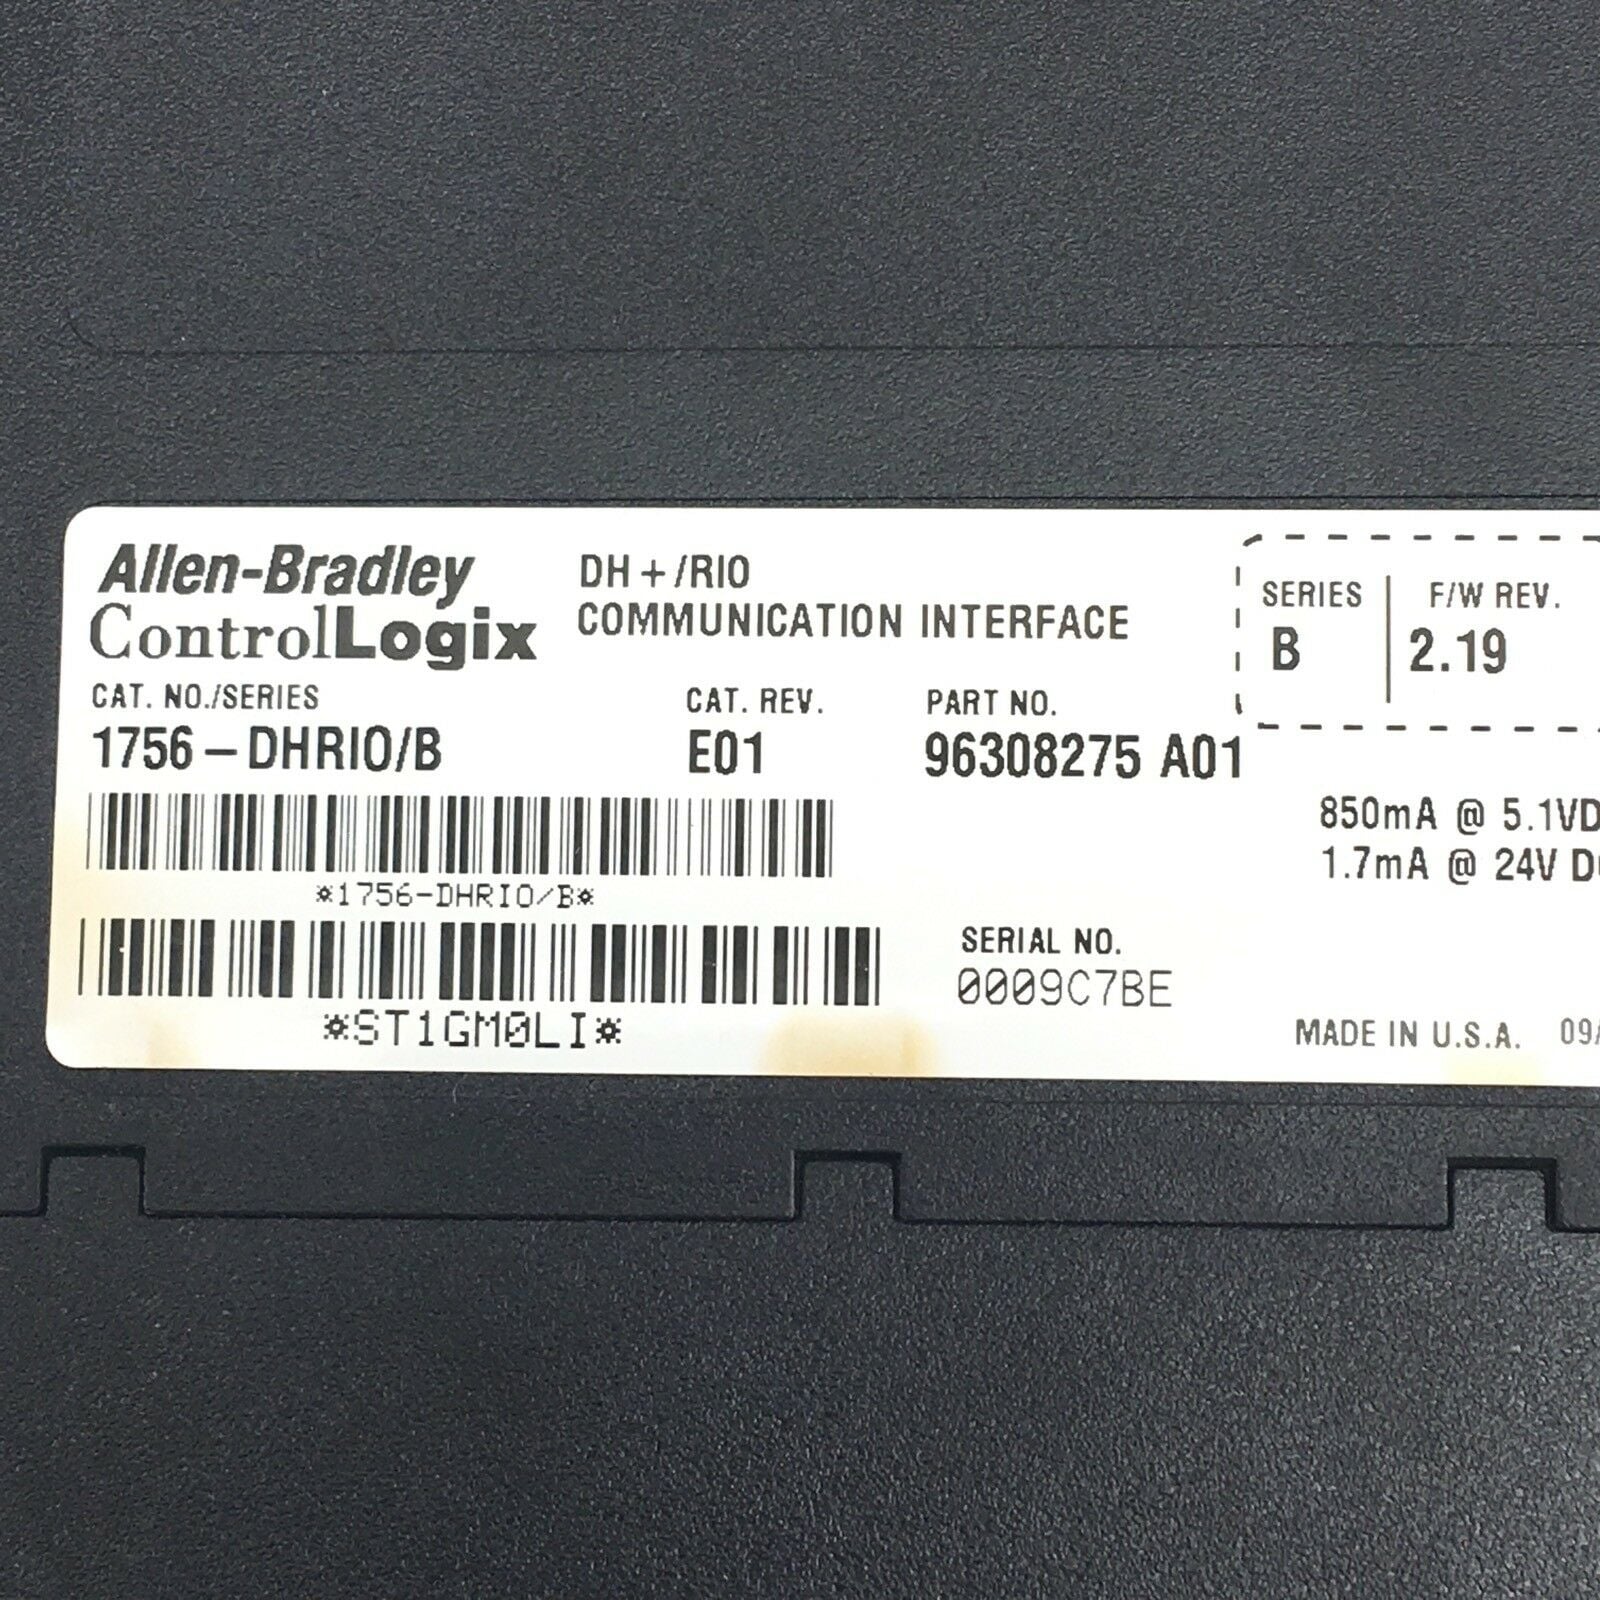 Allen-Bradley
ControlLogix
DH+/RIO
COMMUNICATION INTERFACE
SERIES F/W REV.
B 2.19
CAT. NO./SERIES CAT. REV. PART NO.
1756-DHRIO/B E01 96308275 A01
850mA @ 5.1VD
1.7mA @ 24V D
*1756-DHRIO/B*
SERIAL NO.
0009C7BE
*ST1GM0LI*
MADE IN U.S.A. 09/